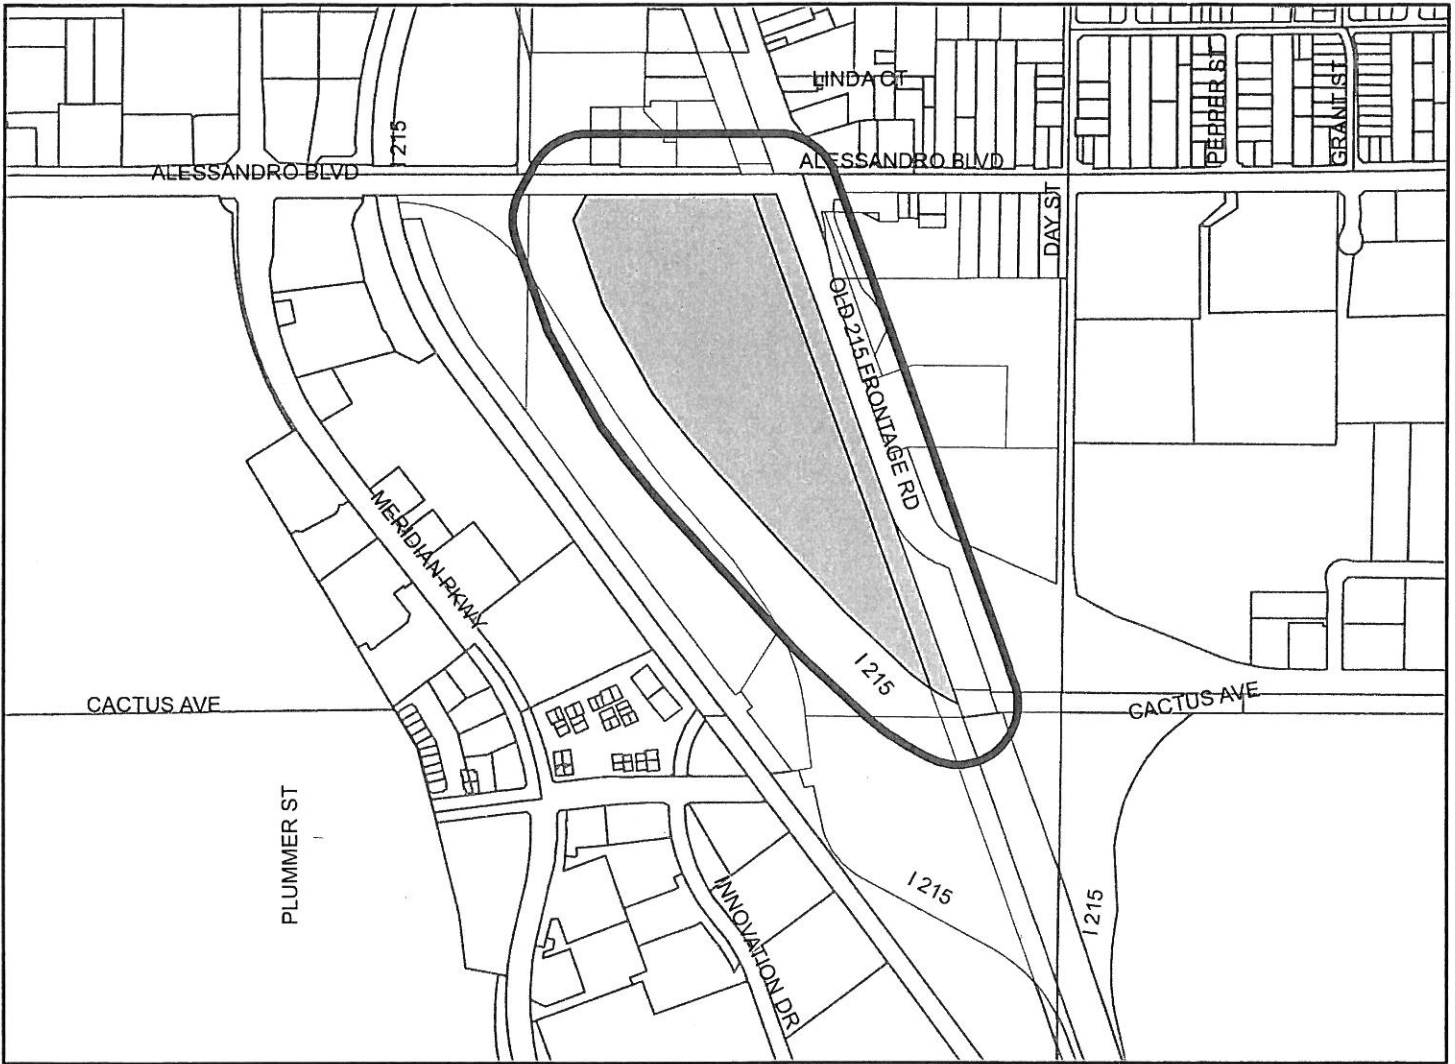 LINDA CT
PEPPER ST
GRANT ST
I 215
ALESSANDRO BLVD
ALESSANDRO BLVD
DAY ST
OLD 215 FRONTAGE RD
MERIDIAN PKWY
I 215
CACTUS AVE
CACTUS AVE
PLUMMER ST
INNOVATION DR
I 215
I 215